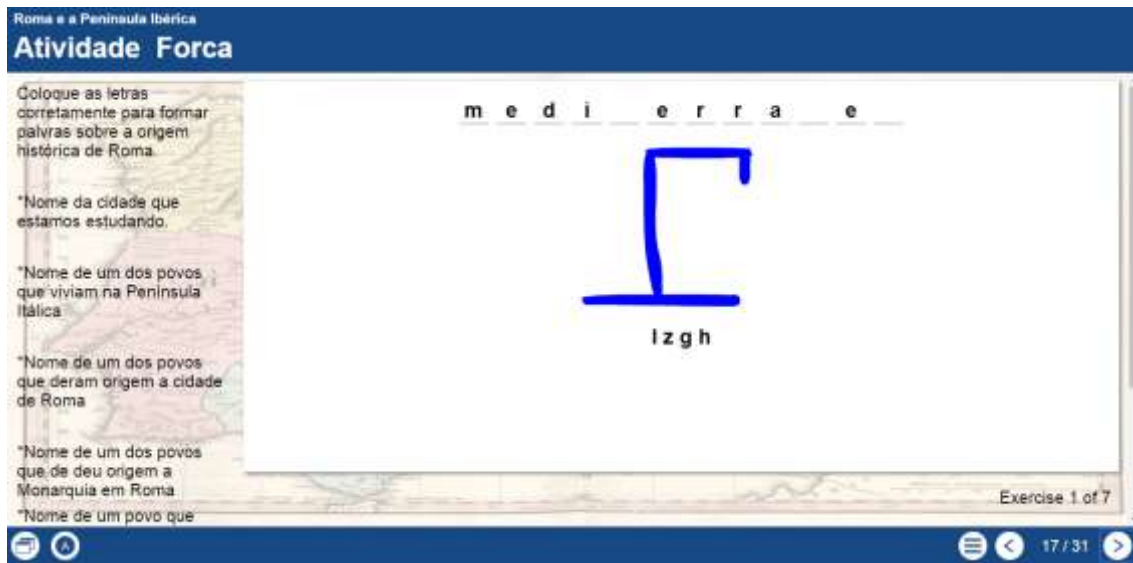 Roma e a Península Ibérica
Atividade Forca
Coloque as letras
corretamente para formar
palvras sobre a origem
histórica de Roma.
*Nome da cidade que
estamos estudando.
*Nome de um dos povos
que viviam na Península
Itálica
*Nome de um dos povos
que deram origem a cidade
de Roma
*Nome de um dos povos
que de deu origem a
Monarquia em Roma
*Nome de um povo que
m e d i _ e r r a _ e _
l z g h
Exercise 1 of 7
A
17 / 31